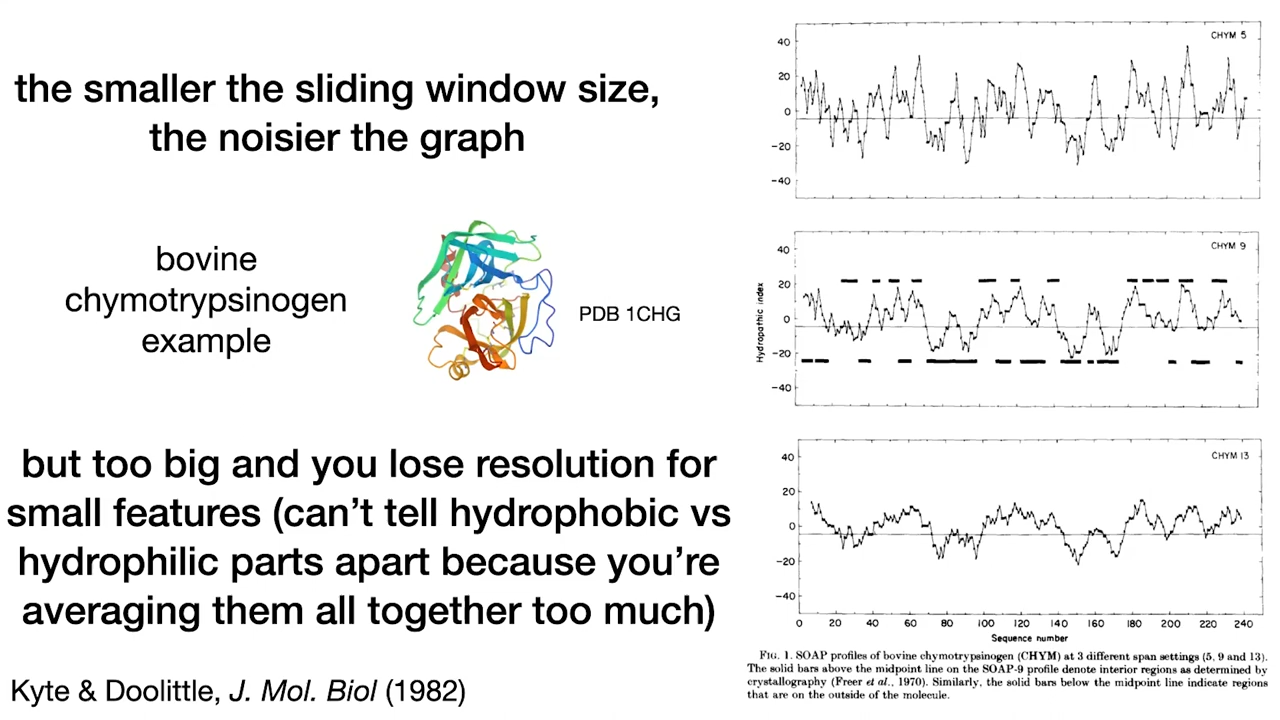 the smaller the sliding window size,
the noisier the graph
bovine
chymotrypsinogen
example
PDB 1CHG
but too big and you lose resolution for
small features (can’t tell hydrophobic vs
hydrophilic parts apart because you’re
averaging them all together too much)
Kyte & Doolittle, J. Mol. Biol (1982)
CHYM 5
40
20
0
−20
−40
CHYM 9
40
20
0
−20
−40
Hydropathic index
CHYM 13
40
20
0
−20
−40
0 20 40 60 80 100 120 140 160 180 200 220 240
Sequence number
FIG. 1. SOAP profiles of bovine chymotrypsinogen (CHYM) at 3 different span settings (5, 9 and 13).
The solid bars above the midpoint line on the SOAP-9 profile denote interior regions as determined by
crystallography (Freer et al., 1970). Similarly, the solid bars below the midpoint line indicate regions
that are on the outside of the molecule.